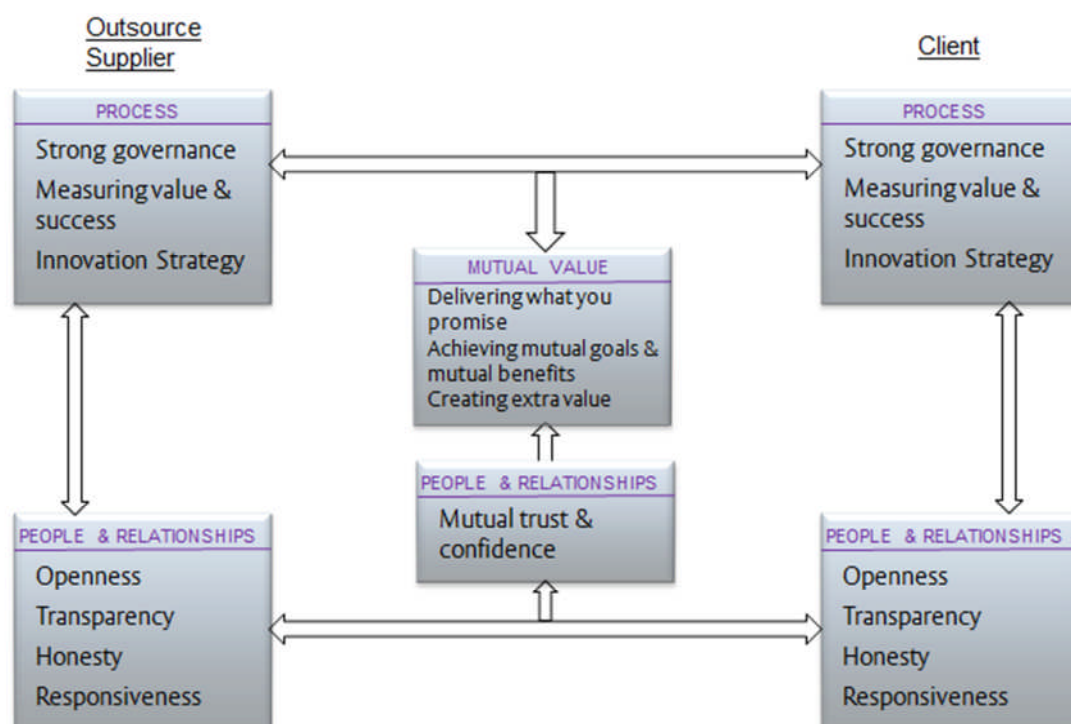 Outsource
Supplier
Client
PROCESS
Strong governance
Measuring value &
success
Innovation Strategy
PROCESS
Strong governance
Measuring value &
success
Innovation Strategy
MUTUAL VALUE
Delivering what you
promise
Achieving mutual goals &
mutual benefits
Creating extra value
PEOPLE & RELATIONSHIPS
Mutual trust &
confidence
PEOPLE & RELATIONSHIPS
Openness
Transparency
Honesty
Responsiveness
PEOPLE & RELATIONSHIPS
Openness
Transparency
Honesty
Responsiveness